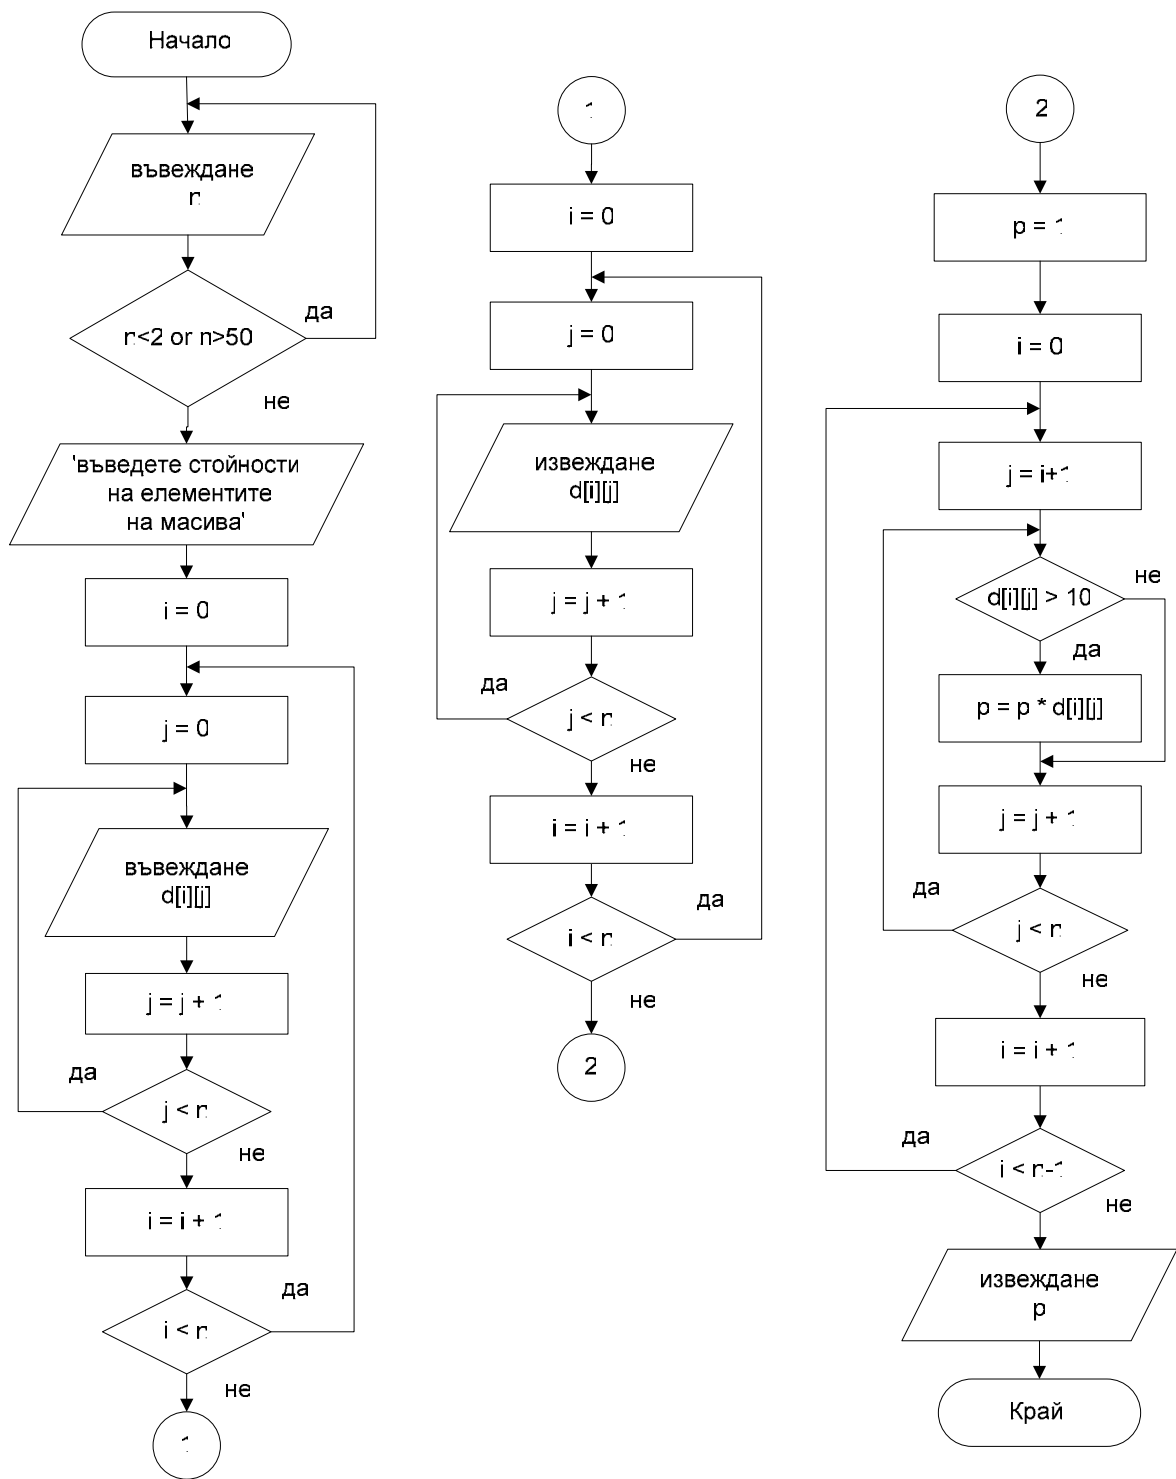 Начало
въвеждане
n
n<2 or n>50
да
не
'въведете стойности
на елементите
на масива'
i = 0
j = 0
въвеждане
d[i][j]
j = j + 1
да
j < n
не
i = i + 1
да
i < n
не
1
1
i = 0
j = 0
извеждане
d[i][j]
j = j + 1
да
j < n
не
i = i + 1
да
i < n
не
2
2
p = 1
i = 0
j = i+1
не
d[i][j] > 10
да
p = p * d[i][j]
j = j + 1
да
j < n
не
i = i + 1
да
i < n-1
не
извеждане
p
Край